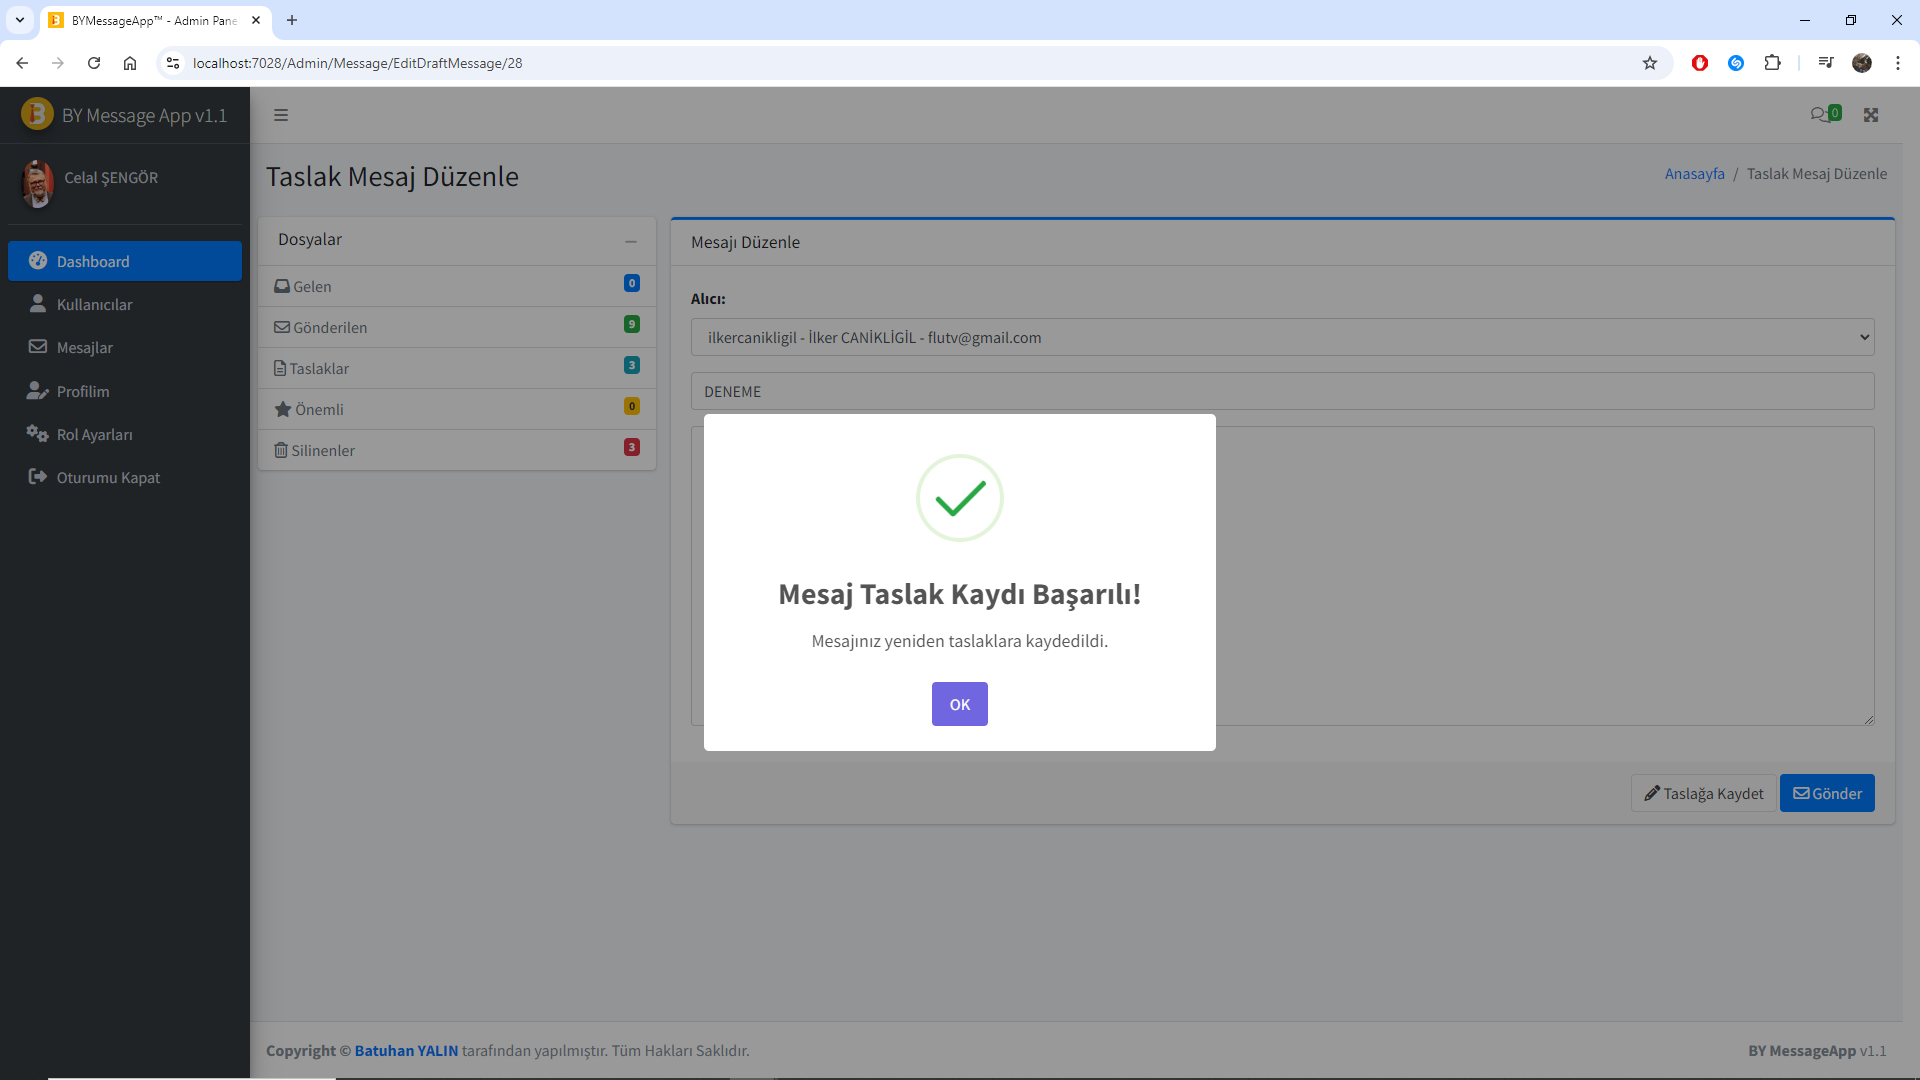 BYMessageApp™ - Admin Pane
localhost:7028/Admin/Message/EditDraftMessage/28
BY Message App v1.1
0
Celal ŞENGÖR
Dashboard
Kullanıcılar
Mesajlar
Profilim
Rol Ayarları
Oturumu Kapat
Taslak Mesaj Düzenle
Anasayfa / Taslak Mesaj Düzenle
Dosyalar
Gelen 0
Gönderilen 9
Taslaklar 3
Önemli 0
Silinenler 3
Mesajı Düzenle
Alıcı:
ilkercanikligil - İlker CANİKLİGİL - flutv@gmail.com
DENEME
Mesaj Taslak Kaydı Başarılı!
Mesajınız yeniden taslaklara kaydedildi.
OK
Taslağa Kaydet
Gönder
Copyright © Batuhan YALIN tarafından yapılmıştır. Tüm Hakları Saklıdır.
BY MessageApp v1.1